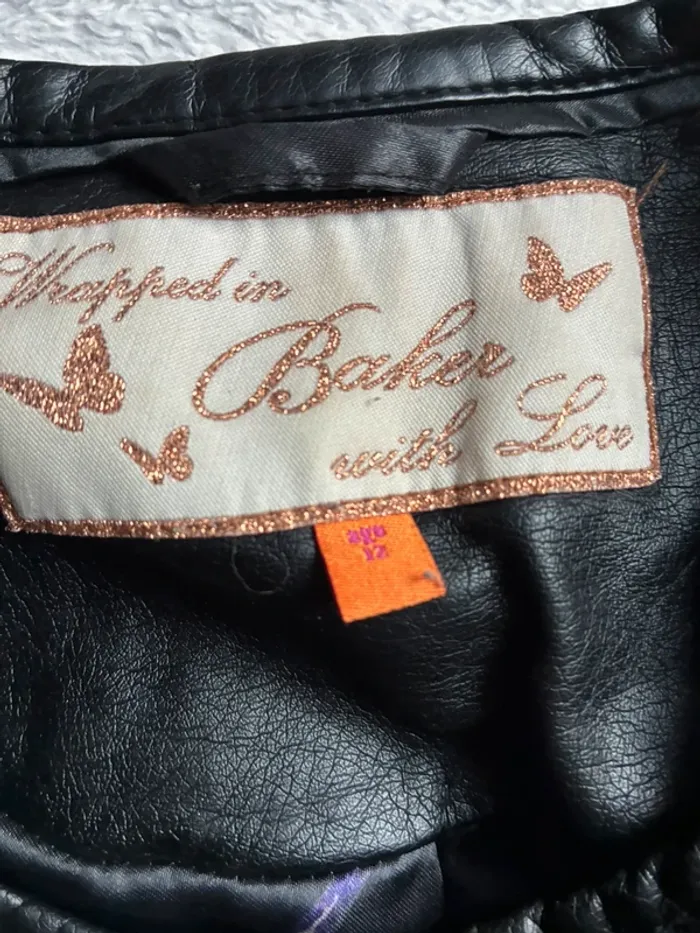 Wrapped in
Baker
with Love
age
12